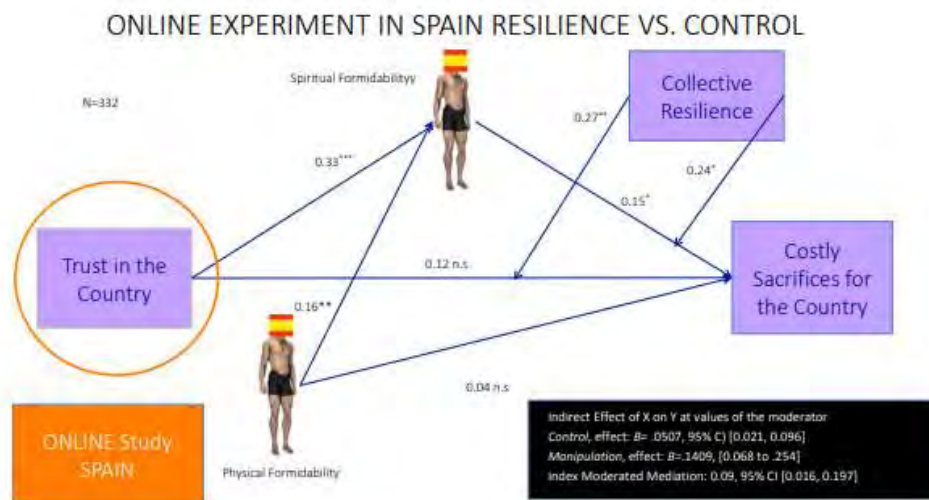 ONLINE EXPERIMENT IN SPAIN RESILIENCE VS. CONTROL
Spiritual Formidabilityy
N=332
Collective
Resilience
0.27**
0.33***
0.24*
0.15*
Trust in the
Country
0.12 n.s
Costly
Sacrifices for
the Country
0.16**
0.04 n.s
ONLINE Study
SPAIN
Physical Formidability
Indirect Effect of X on Y at values of the moderator
Control, effect: B= .0507, 95% C) [0.021, 0.096]
Manipulation, effect: B=.1409, [0.068 to .254]
Index Moderated Mediation: 0.09, 95% CI [0.016, 0.197]